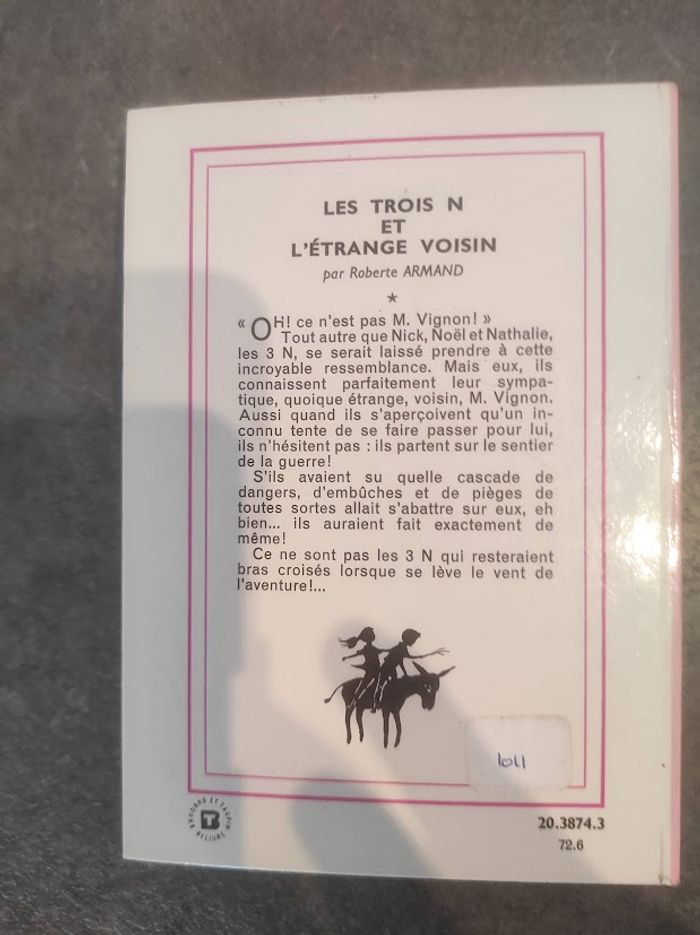 LES TROIS N
ET
L'ÉTRANGE VOISIN
par Roberte ARMAND
★
« OH! ce n'est pas M. Vignon! »
Tout autre que Nick, Noël et Nathalie,
les 3 N, se serait laissé prendre à cette
incroyable ressemblance. Mais eux, ils
connaissent parfaitement leur sympa-
tique, quoique étrange, voisin, M. Vignon.
Aussi quand ils s'aperçoivent qu'un in-
connu tente de se faire passer pour lui,
ils n'hésitent pas : ils partent sur le sentier
de la guerre!
S'ils avaient su quelle cascade de
dangers, d'embûches et de pièges de
toutes sortes allait s'abattre sur eux, eh
bien... ils auraient fait exactement de
même!
Ce ne sont pas les 3 N qui resteraient
bras croisés lorsque se lève le vent de
l'aventure!...
1011
BRODARD ET TAUPIN
RELIURE
20.3874.3
72.6